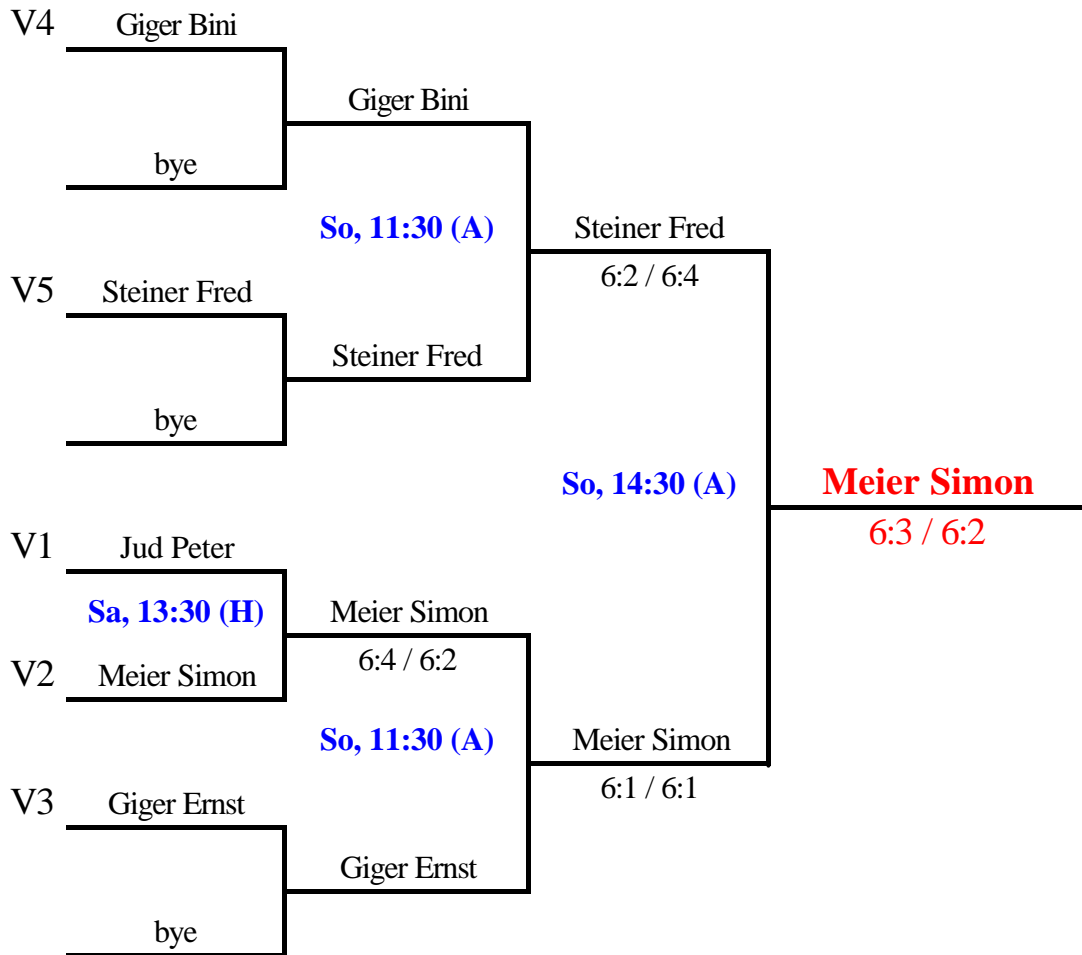 V4 Giger Bini
Giger Bini
bye
So, 11:30 (A)
Steiner Fred
6:2 / 6:4
V5 Steiner Fred
Steiner Fred
bye
So, 14:30 (A)
Meier Simon
6:3 / 6:2
V1 Jud Peter
Sa, 13:30 (H)
Meier Simon
6:4 / 6:2
V2 Meier Simon
So, 11:30 (A)
Meier Simon
6:1 / 6:1
V3 Giger Ernst
Giger Ernst
bye